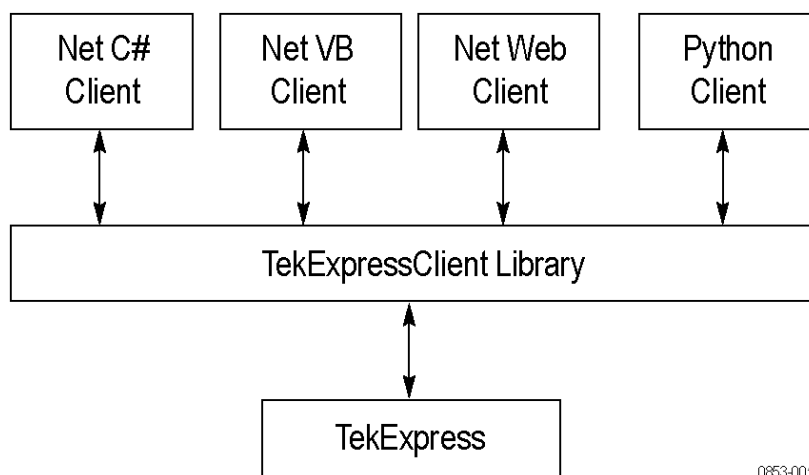 Net C#
Client
Net VB
Client
Net Web
Client
Python
Client
TekExpressClient Library
TekExpress